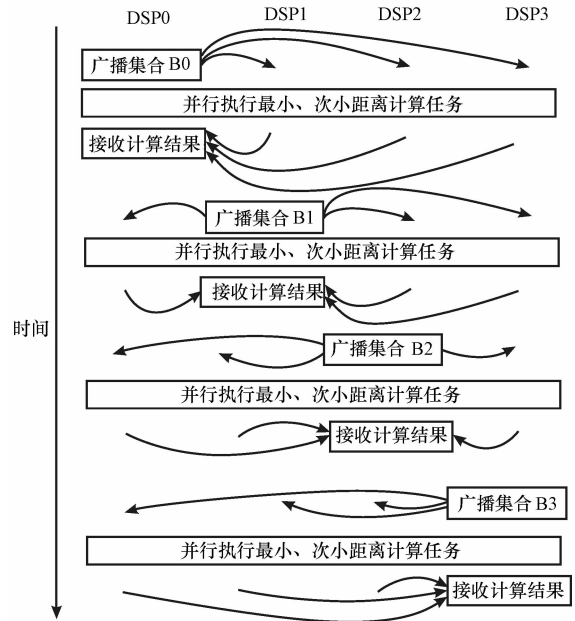 DSP0 DSP1 DSP2 DSP3
广播集合 B0
并行执行最小、次小距离计算任务
接收计算结果
广播集合 B1
并行执行最小、次小距离计算任务
接收计算结果
时间
广播集合 B2
并行执行最小、次小距离计算任务
接收计算结果
广播集合 B3
并行执行最小、次小距离计算任务
接收计算结果